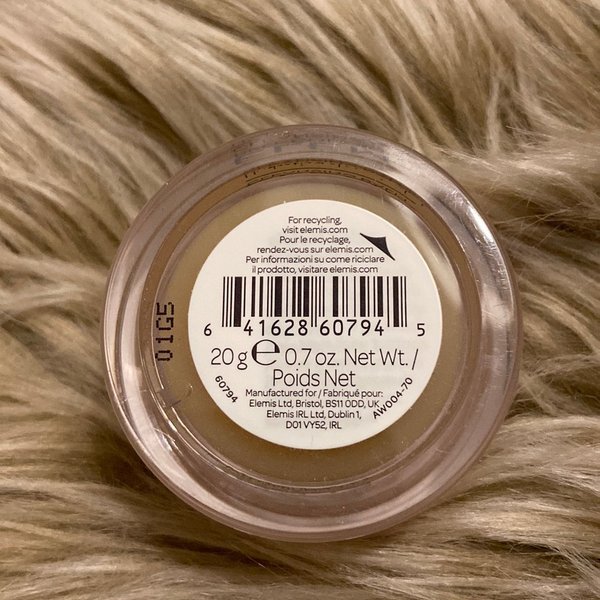 For recycling,
visit elemis.com
Pour le recyclage,
rendez-vous sur elemis.com
Per informazioni su come riciclare
il prodotto, visitare elemis.com
6 41628 60794 5
20 g e 0.7 oz. Net Wt. /
Poids Net
Manufactured for / Fabriqué pour:
Elemis Ltd, Bristol, BS11 0DD, UK
Elemis IRL Ltd, Dublin 1,
D01 VY52, IRL
60794
AW004-70
01G5